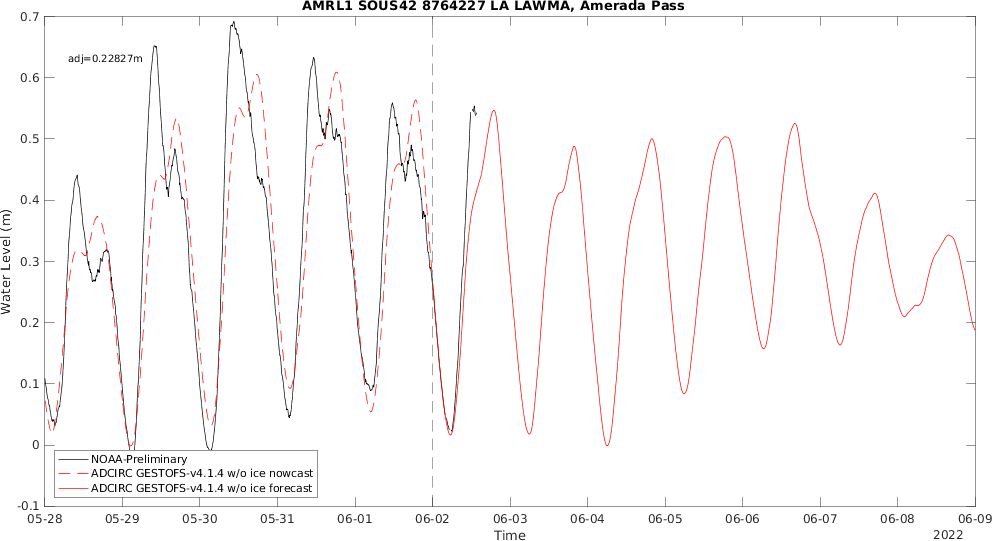 AMRL1 SOUS42 8764227 LA LAWMA, Amerada Pass
adj=0.22827m
0.7
0.6
0.5
0.4
0.3
0.2
0.1
0
-0.1
Water Level (m)
NOAA-Preliminary
ADCIRC GESTOFS-v4.1.4 w/o ice nowcast
ADCIRC GESTOFS-v4.1.4 w/o ice forecast
05-28 05-29 05-30 05-31 06-01 06-02 06-03 06-04 06-05 06-06 06-07 06-08 06-09
Time
2022